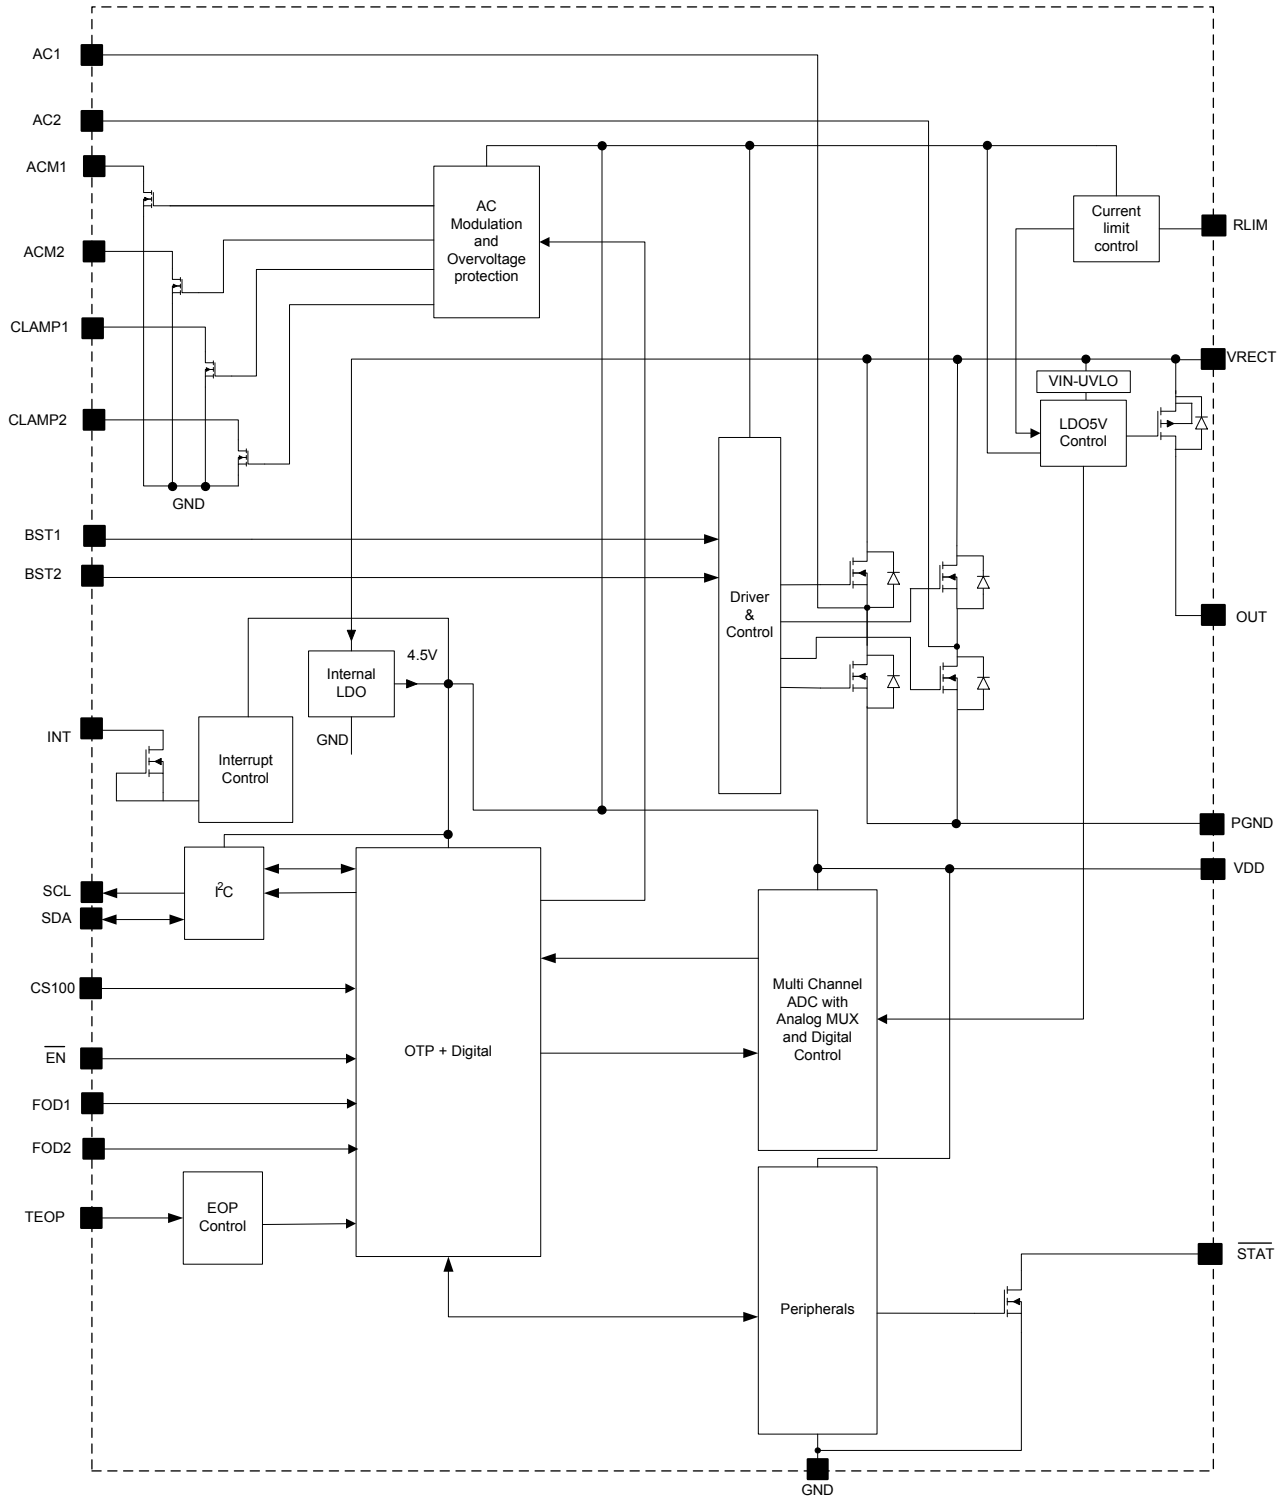 AC1
AC2
ACM1
ACM2
CLAMP1
CLAMP2
GND
AC
Modulation
and
Overvoltage
protection
Current
limit
control
RLIM
VRECT
VIN-UVLO
LDO5V
Control
BST1
BST2
Driver
&
Control
OUT
4.5V
Internal
LDO
GND
INT
Interrupt
Control
PGND
VDD
I2C
SCL
SDA
CS100
EN
FOD1
FOD2
TEOP
EOP
Control
OTP + Digital
Multi Channel
ADC with
Analog MUX
and Digital
Control
Peripherals
STAT
GND